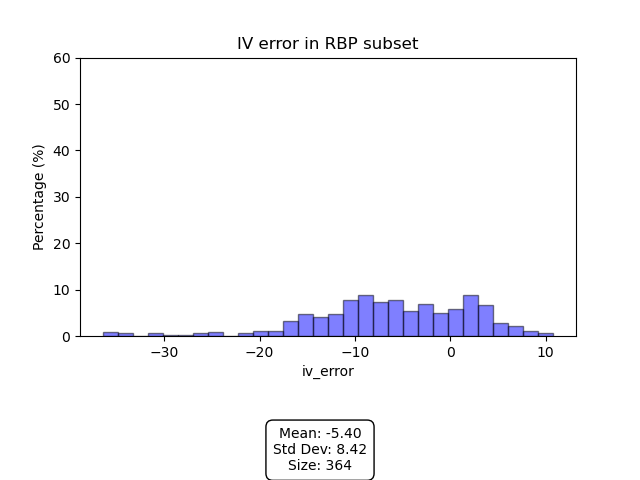 IV error in RBP subset
60
50
40
30
20
10
0
Percentage (%)
−30
−20
−10
0
10
iv_error
Mean: -5.40
Std Dev: 8.42
Size: 364